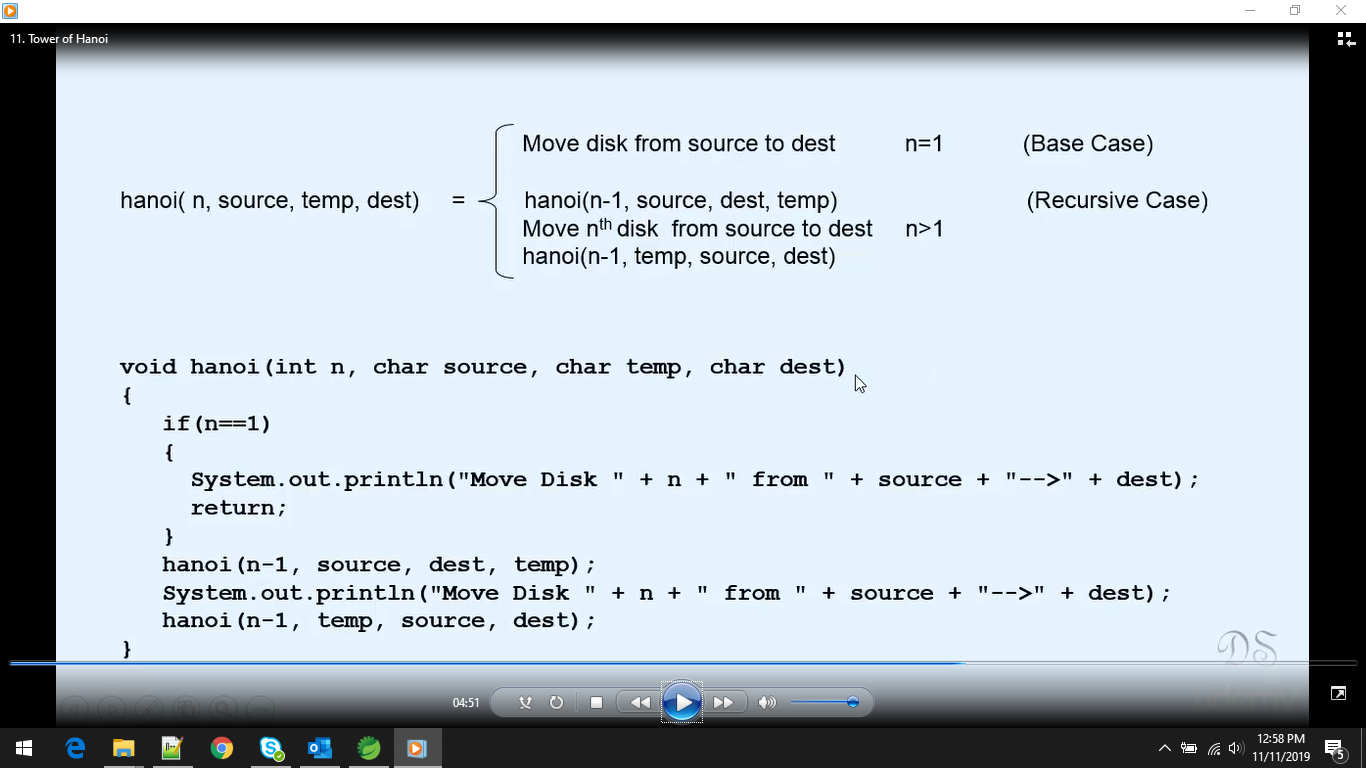 11. Tower of Hanoi
Move disk from source to dest n=1 (Base Case)
hanoi( n, source, temp, dest) = hanoi(n-1, source, dest, temp) (Recursive Case)
Move nth disk from source to dest n>1
hanoi(n-1, temp, source, dest)
void hanoi(int n, char source, char temp, char dest)
{
if(n==1)
{
System.out.println("Move Disk " + n + " from " + source + "-->" + dest);
return;
}
hanoi(n-1, source, dest, temp);
System.out.println("Move Disk " + n + " from " + source + "-->" + dest);
hanoi(n-1, temp, source, dest);
}
DS
udemy
04:51
12:58 PM
11/11/2019
5